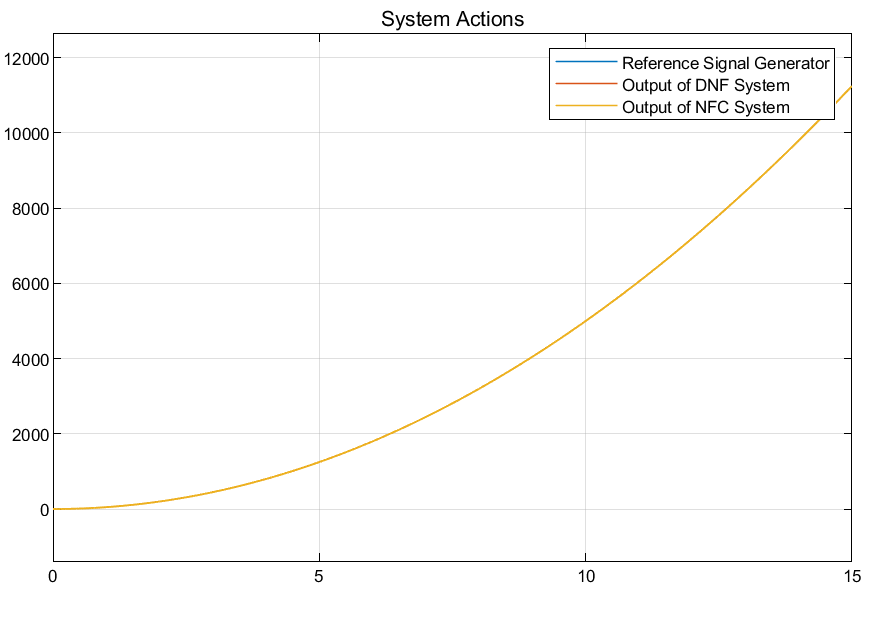 System Actions
Reference Signal Generator
Output of DNF System
Output of NFC System
12000
10000
8000
6000
4000
2000
0
0 5 10 15